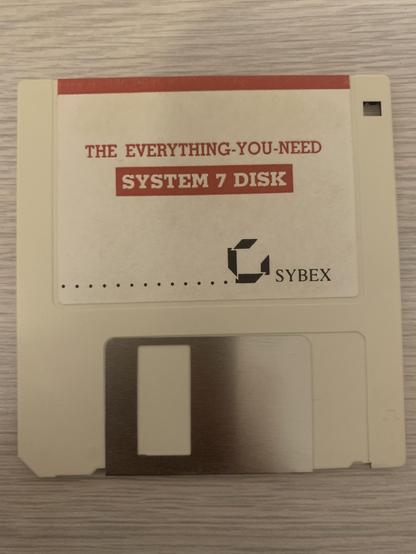 THE EVERYTHING-YOU-NEED
SYSTEM 7 DISK
SYBEX